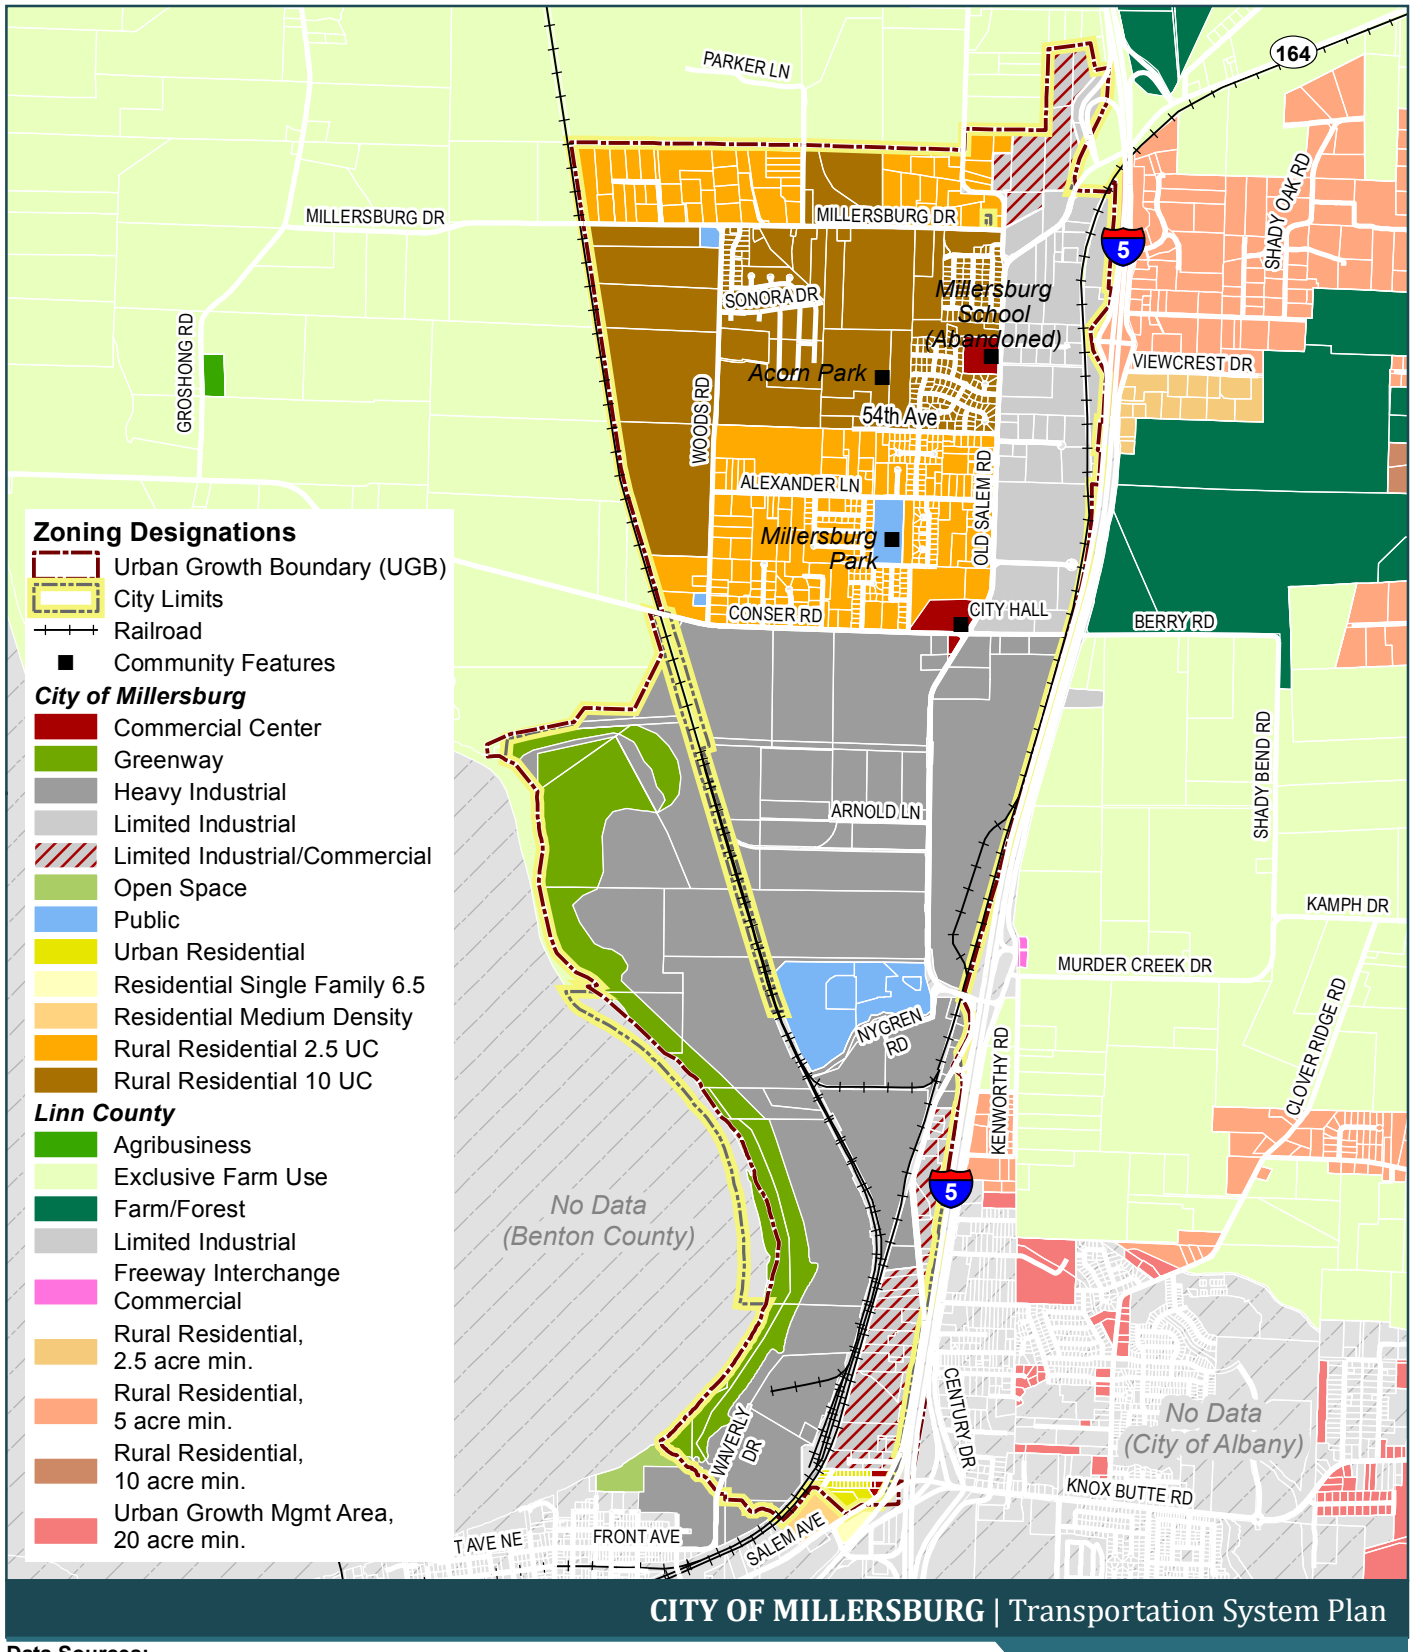 164
PARKER LN
MILLERSBURG DR
MILLERSBURG DR
SHADY OAK RD
5
SONORA DR
Millersburg
School
(Abandoned)
GROSHONG RD
VIEWCREST DR
Acorn Park
WOODS RD
54th Ave
OLD SALEM RD
ALEXANDER LN
Millersburg
Park
CONSER RD
CITY HALL
BERRY RD
Zoning Designations
Urban Growth Boundary (UGB)
City Limits
Railroad
Community Features
City of Millersburg
Commercial Center
Greenway
Heavy Industrial
Limited Industrial
Limited Industrial/Commercial
Open Space
Public
Urban Residential
Residential Single Family 6.5
Residential Medium Density
Rural Residential 2.5 UC
Rural Residential 10 UC
Linn County
Agribusiness
Exclusive Farm Use
Farm/Forest
Limited Industrial
Freeway Interchange
Commercial
Rural Residential,
2.5 acre min.
Rural Residential,
5 acre min.
Rural Residential,
10 acre min.
Urban Growth Mgmt Area,
20 acre min.
SHADY BEND RD
ARNOLD LN
KAMPH DR
MURDER CREEK DR
NYGREN
RD
KENWORTHY RD
CLOVER RIDGE RD
5
No Data
(Benton County)
CENTURY DR
No Data
(City of Albany)
WAVERLY
DR
KNOX BUTTE RD
T AVE NE
FRONT AVE
SALEM AVE
CITY OF MILLERSBURG | Transportation System Plan
Data Sources: